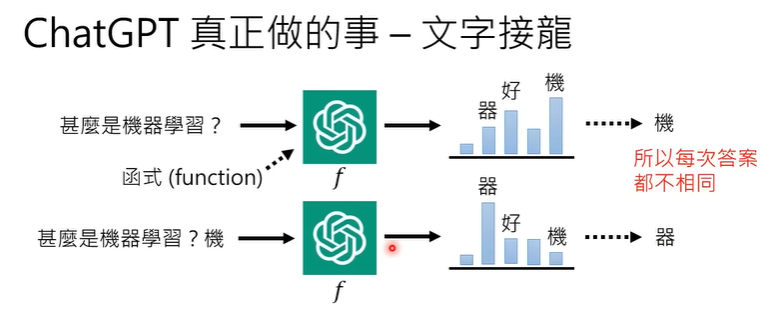 ChatGPT 真正做的事 – 文字接龍
甚麼是機器學習？
函式 (function)
f
器
好
機
機
所以每次答案
都不相同
甚麼是機器學習？機
f
器
好
機
器